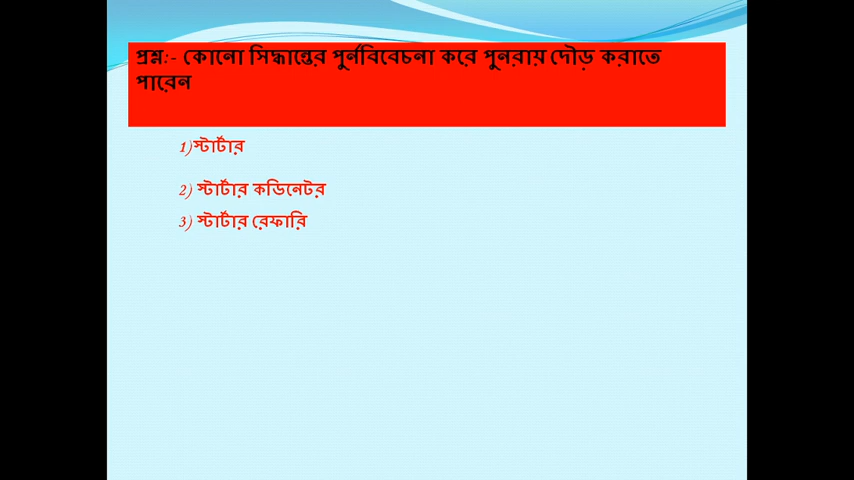 প্রশ্ন:- কোনো সিদ্ধান্তের পুর্নবিবেচনা করে পুনরায় দৌড় করাতে
পারেন
1)স্টার্টার
2) স্টার্টার কডিনেটর
3) স্টার্টার রেফারি